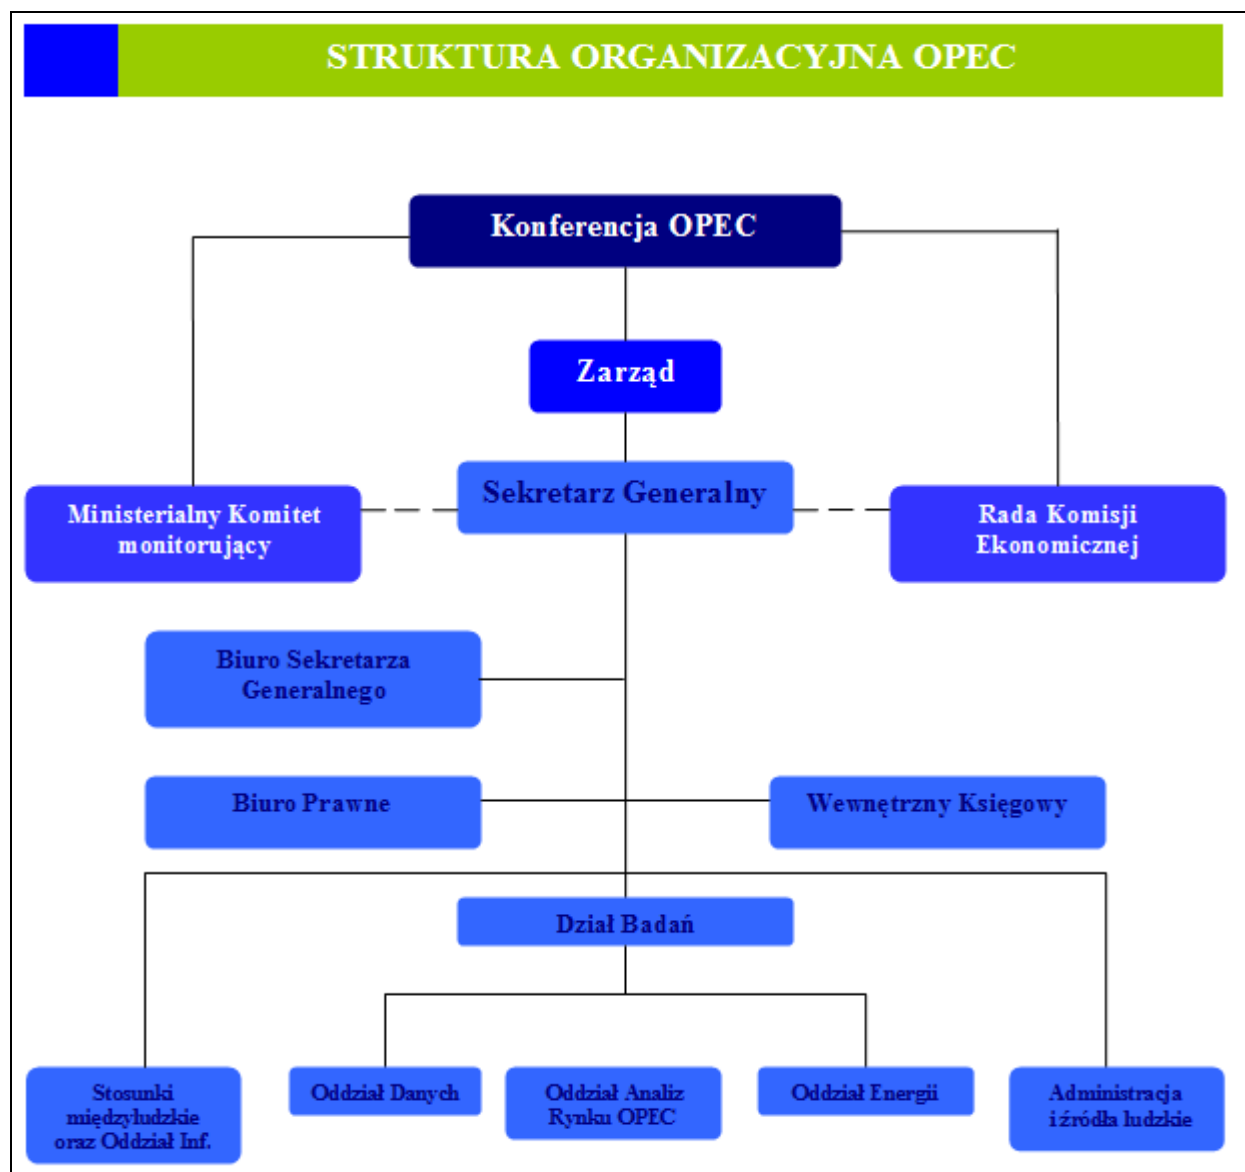 STRUKTURA ORGANIZACYJNA OPEC
Konferencja OPEC
Zarząd
Sekretarz Generalny
Ministerialny Komitet
monitorujący
Rada Komisji
Ekonomicznej
Biuro Sekretarza
Generalnego
Biuro Prawne
Wewnętrzny Księgowy
Dział Badań
Stosunki
międzyludzkie
oraz Oddział Inf.
Oddział Danych
Oddział Analiz
Rynku OPEC
Oddział Energii
Administracja
i źródła ludzkie